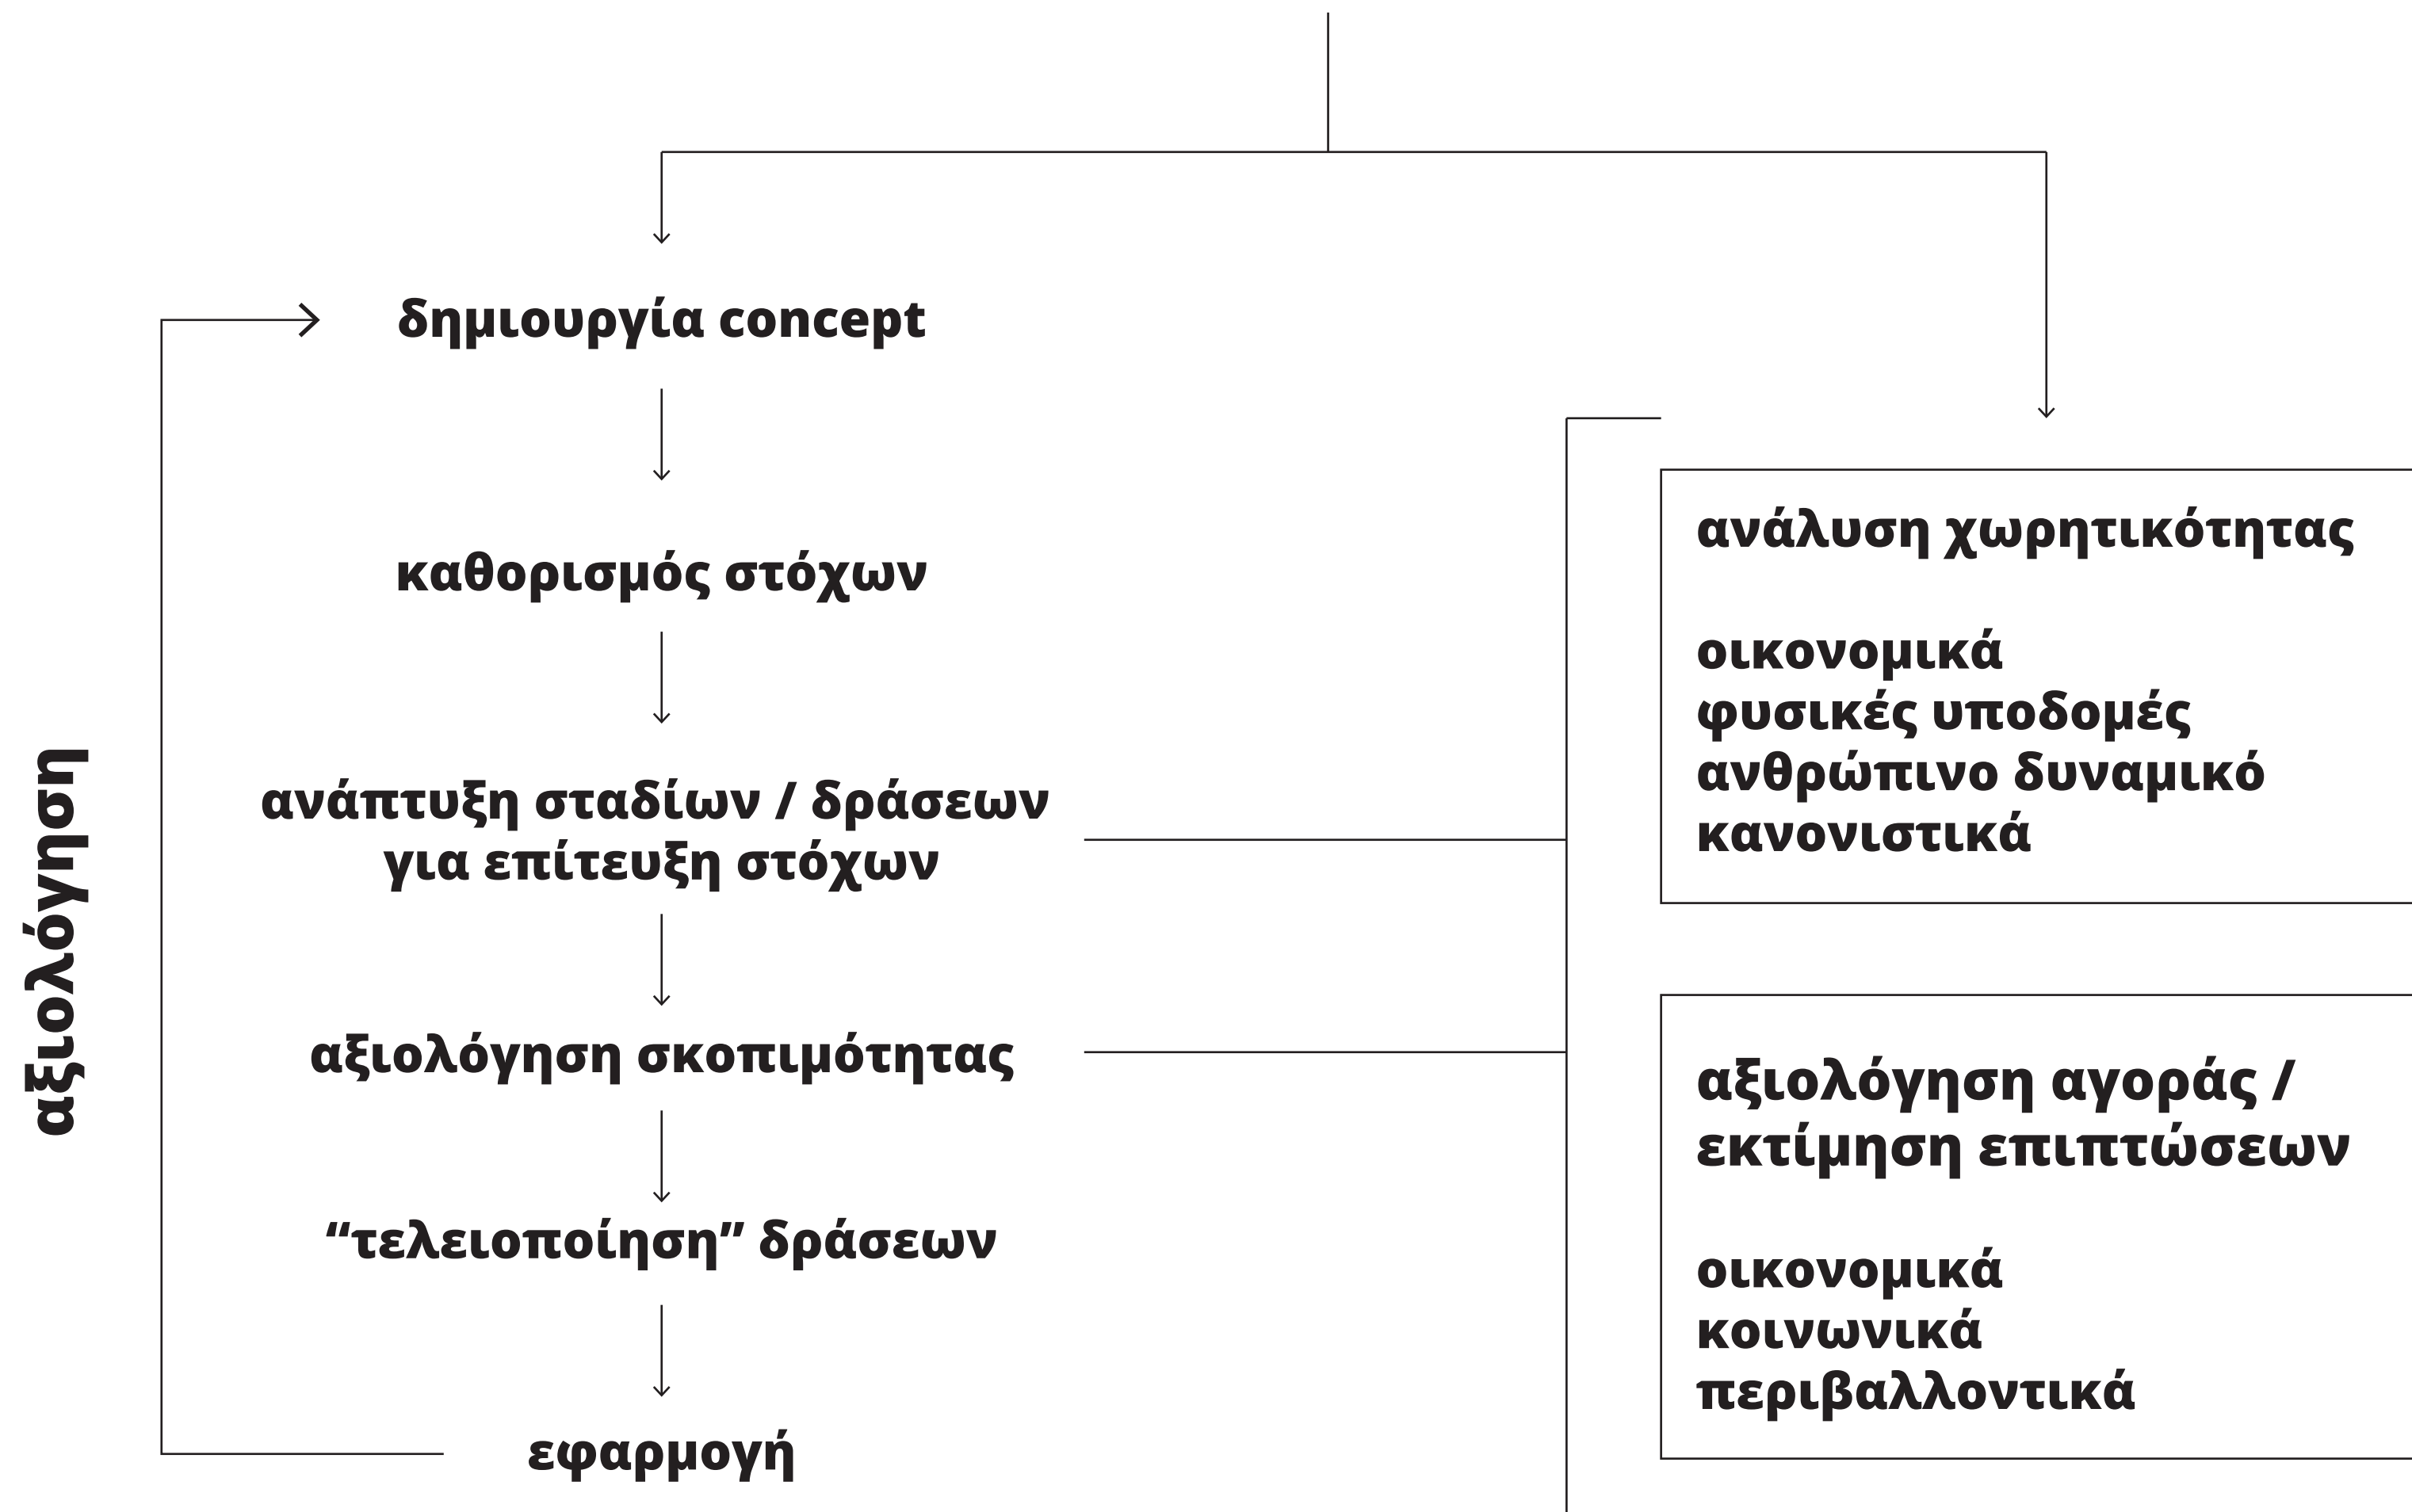 αξιολόγηση
δημιουργία concept
καθορισμός στόχων
ανάπτυξη σταδίων / δράσεων
για επίτευξη στόχων
αξιολόγηση σκοπιμότητας
“τελειοποίηση” δράσεων
εφαρμογή
ανάλυση χωρητικότητας
οικονομικά
φυσικές υποδομές
ανθρώπινο δυναμικό
κανονιστικά
αξιολόγηση αγοράς /
εκτίμηση επιπτώσεων
οικονομικά
κοινωνικά
περιβαλλοντικά